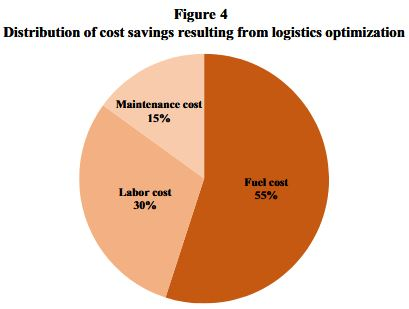 Figure 4
Distribution of cost savings resulting from logistics optimization
Maintenance cost
15%
Fuel cost
55%
Labor cost
30%